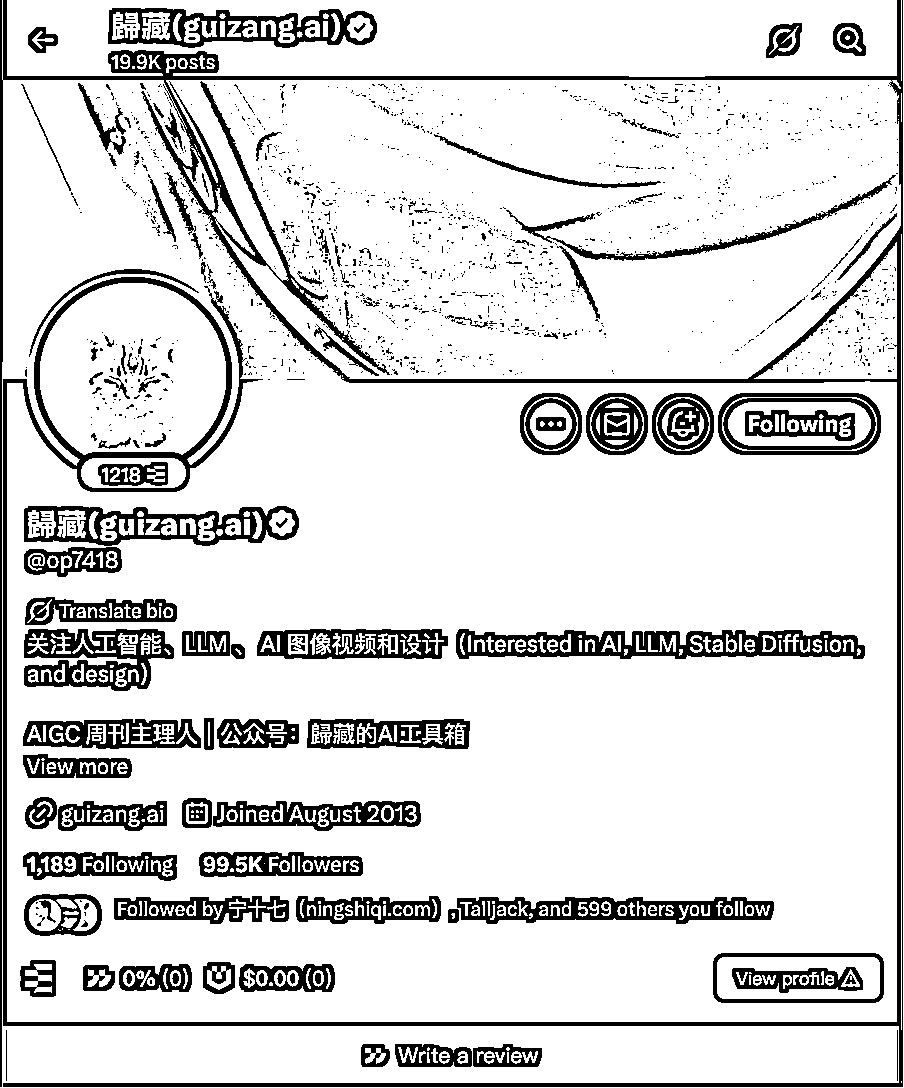 歸藏(guizang.ai)
19.9K posts
Following
1218
歸藏(guizang.ai)
@op7418
Translate bio
关注人工智能、LLM 、AI 图像视频和设计（Interested in AI, LLM, Stable Diffusion,
and design）
AIGC 周刊主理人｜公众号：歸藏的AI工具箱
View more
guizang.ai Joined August 2013
1,189 Following 99.5K Followers
Followed by 宁十七（ningshiqi.com）, Talljack, and 599 others you follow
0% (0) $0.00 (0) View profile
Write a review